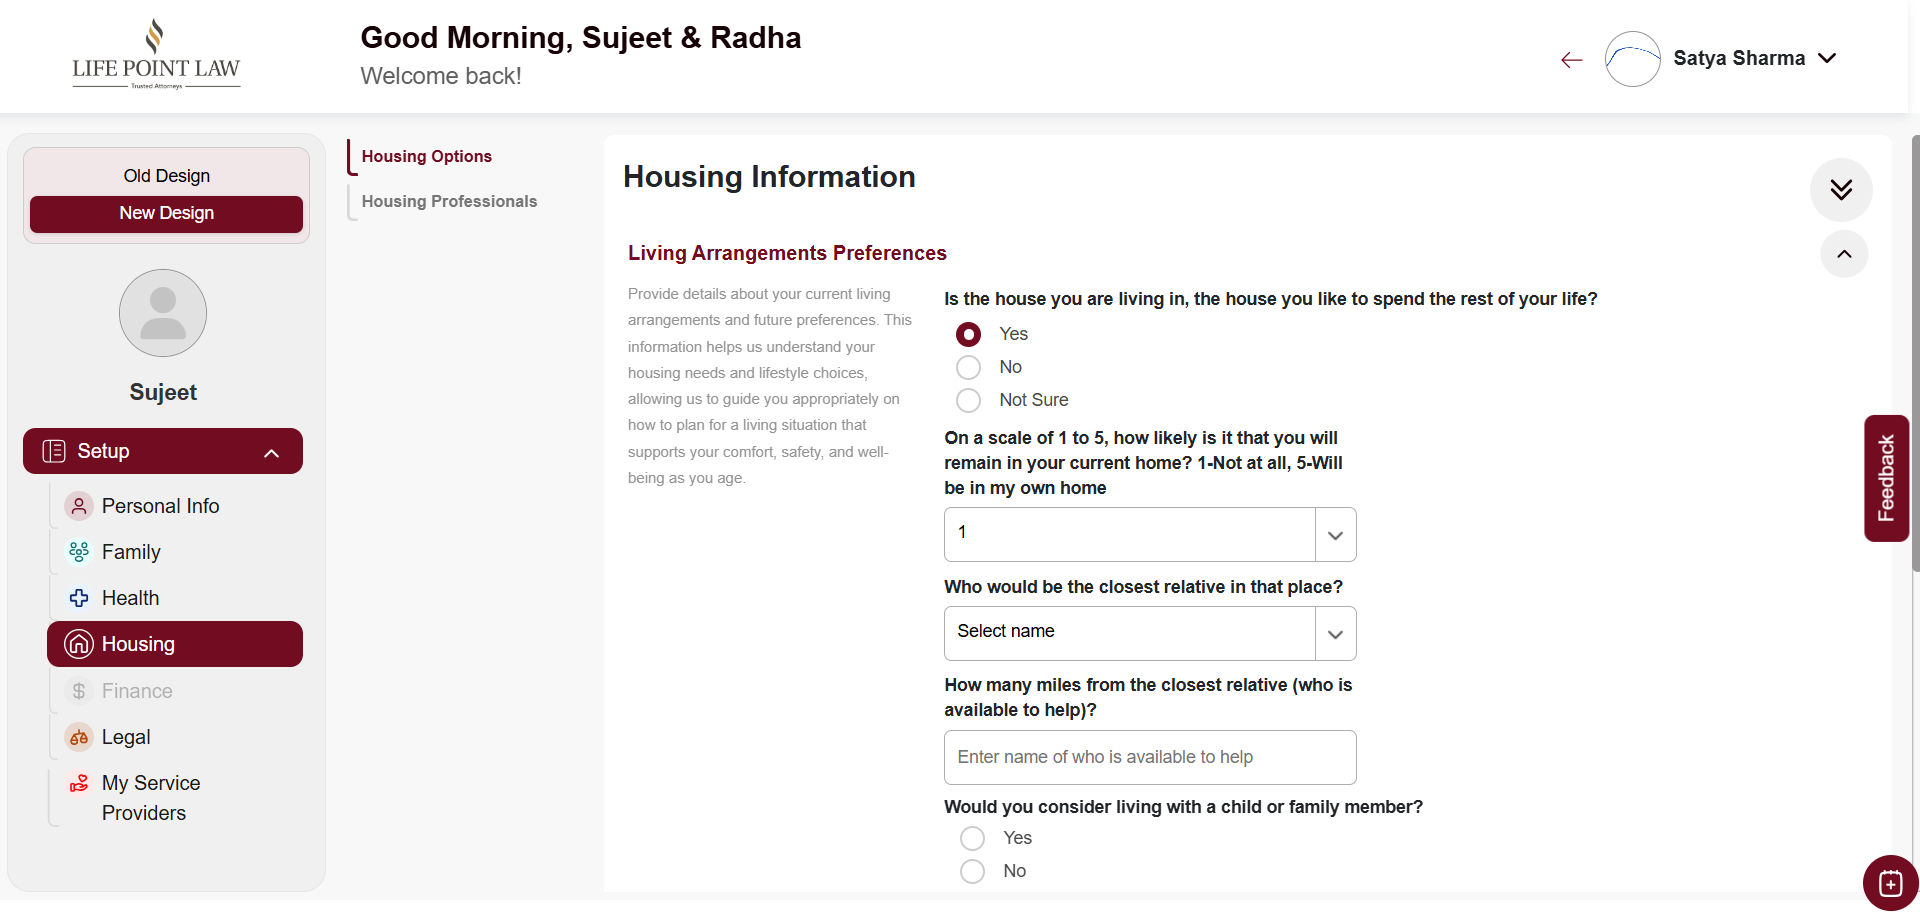 LIFE POINT LAW
Trusted Attorneys
Good Morning, Sujeet & Radha
Welcome back!
Satya Sharma
Old Design
New Design
Sujeet
Setup
Personal Info
Family
Health
Housing
Finance
Legal
My Service
Providers
Housing Options
Housing Professionals
Housing Information
Living Arrangements Preferences
Provide details about your current living
arrangements and future preferences. This
information helps us understand your
housing needs and lifestyle choices,
allowing us to guide you appropriately on
how to plan for a living situation that
supports your comfort, safety, and well-
being as you age.
Is the house you are living in, the house you like to spend the rest of your life?
Yes
No
Not Sure
On a scale of 1 to 5, how likely is it that you will
remain in your current home? 1-Not at all, 5-Will
be in my own home
1
Who would be the closest relative in that place?
Select name
How many miles from the closest relative (who is
available to help)?
Enter name of who is available to help
Would you consider living with a child or family member?
Yes
No
Feedback